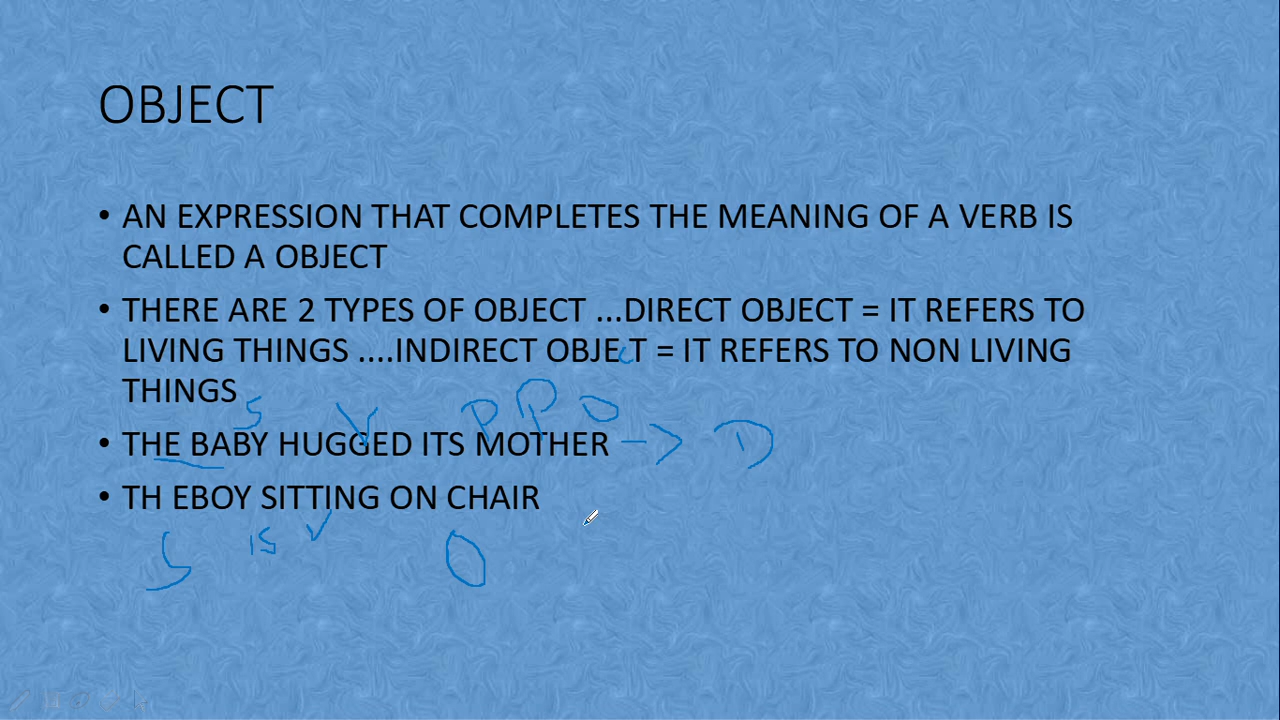 OBJECT
• AN EXPRESSION THAT COMPLETES THE MEANING OF A VERB IS
CALLED A OBJECT
• THERE ARE 2 TYPES OF OBJECT ...DIRECT OBJECT = IT REFERS TO
LIVING THINGS ....INDIRECT OBJEcT = IT REFERS TO NON LIVING
THINGS
S V P P O
• THE BABY HUGGED ITS MOTHER → D
• TH EBOY SITTING ON CHAIR
S is V O